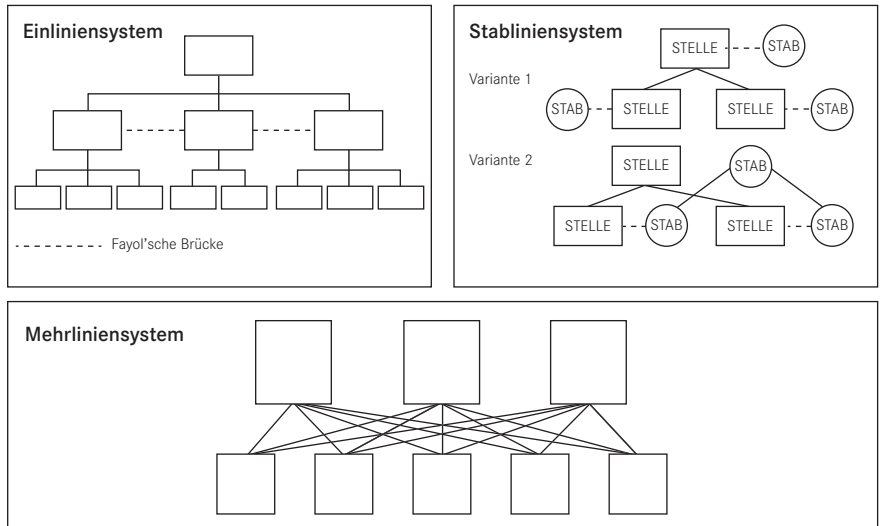 Einliniensystem
Fayol'sche Brücke
Stabliniensystem
Variante 1
STELLE
STAB
STAB
STELLE
STELLE
STAB
Variante 2
STELLE
STAB
STELLE
STAB
STELLE
STAB
Mehrliniensystem